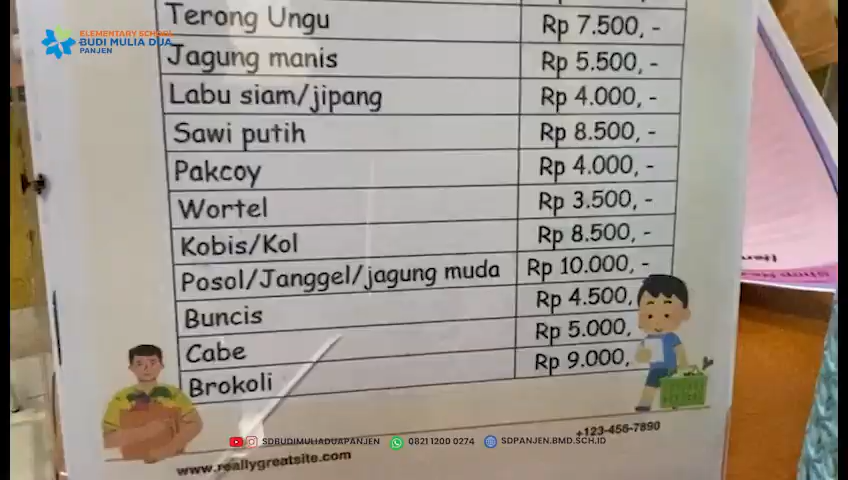 ELEMENTARY SCHOOL
BUDI MULIA DUA
PANJEN
Terong Ungu Rp 7.500, -
Jagung manis Rp 5.500, -
Labu siam/jipang Rp 4.000, -
Sawi putih Rp 8.500, -
Pakcoy Rp 4.000, -
Wortel Rp 3.500, -
Kobis/Kol Rp 8.500, -
Posol/Janggel/jagung muda Rp 10.000, -
Buncis Rp 4.500,
Cabe Rp 5.000,
Brokoli Rp 9.000,
SDBUDIMULIADUAPANJEN 0821 1200 0274 SDPANJEN.BMD.SCH.ID
www.reallygreatsite.com +123-456-7890